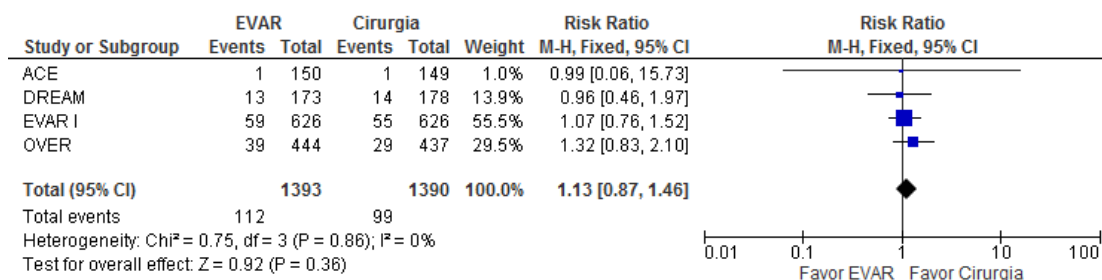 EVAR Cirurgia Risk Ratio Risk Ratio
Study or Subgroup Events Total Events Total Weight M-H, Fixed, 95% CI M-H, Fixed, 95% CI
ACE 1 150 1 149 1.0% 0.99 [0.06, 15.73]
DREAM 13 173 14 178 13.9% 0.96 [0.46, 1.97]
EVAR I 59 626 55 626 55.5% 1.07 [0.76, 1.52]
OVER 39 444 29 437 29.5% 1.32 [0.83, 2.10]
Total (95% CI) 1393 1390 100.0% 1.13 [0.87, 1.46]
Total events 112 99
Heterogeneity: Chi² = 0.75, df = 3 (P = 0.86); I² = 0%
Test for overall effect: Z = 0.92 (P = 0.36)
0.01 0.1 1 10 100
Favor EVAR Favor Cirurgia